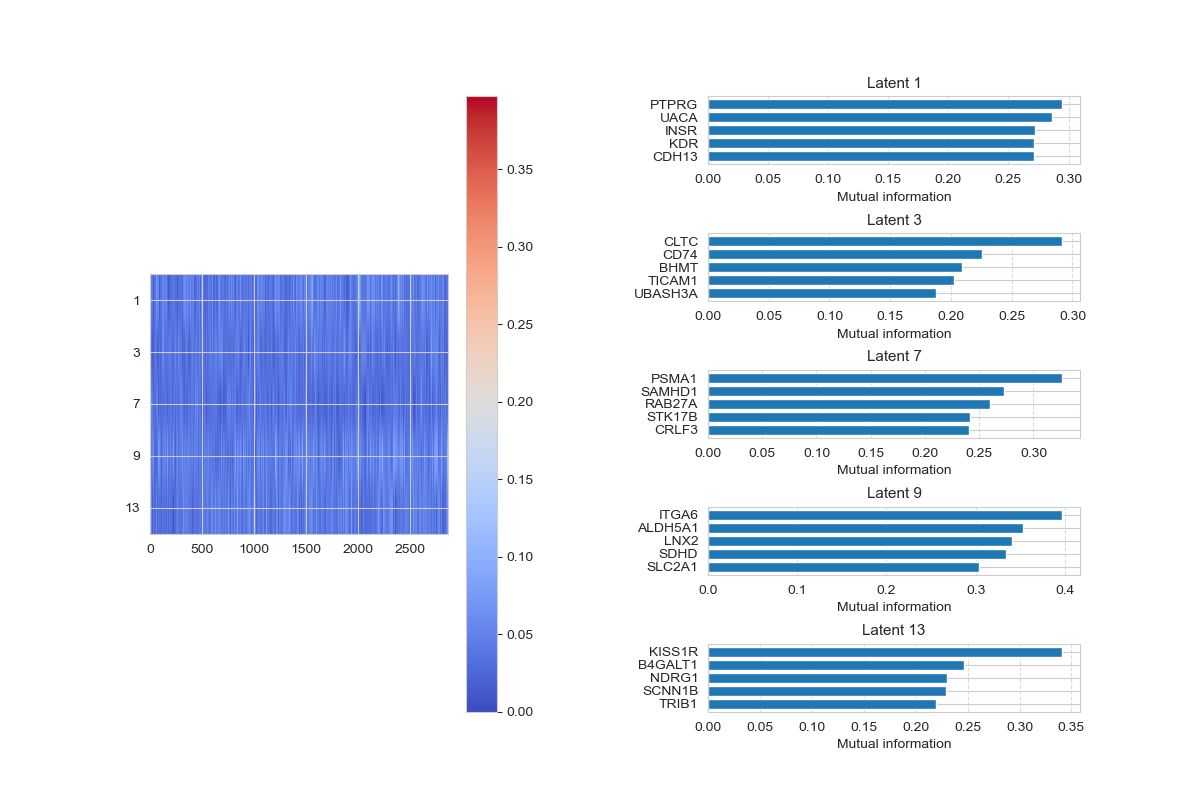 1
3
7
9
13
0 500 1000 1500 2000 2500
0.35
0.30
0.25
0.20
0.15
0.10
0.05
0.00
Latent 1
PTPRG
UACA
INSR
KDR
CDH13
0.00 0.05 0.10 0.15 0.20 0.25 0.30
Mutual information
Latent 3
CLTC
CD74
BHMT
TICAM1
UBASH3A
0.00 0.05 0.10 0.15 0.20 0.25 0.30
Mutual information
Latent 7
PSMA1
SAMHD1
RAB27A
STK17B
CRLF3
0.00 0.05 0.10 0.15 0.20 0.25 0.30
Mutual information
Latent 9
ITGA6
ALDH5A1
LNX2
SDHD
SLC2A1
0.0 0.1 0.2 0.3 0.4
Mutual information
Latent 13
KISS1R
B4GALT1
NDRG1
SCNN1B
TRIB1
0.00 0.05 0.10 0.15 0.20 0.25 0.30 0.35
Mutual information